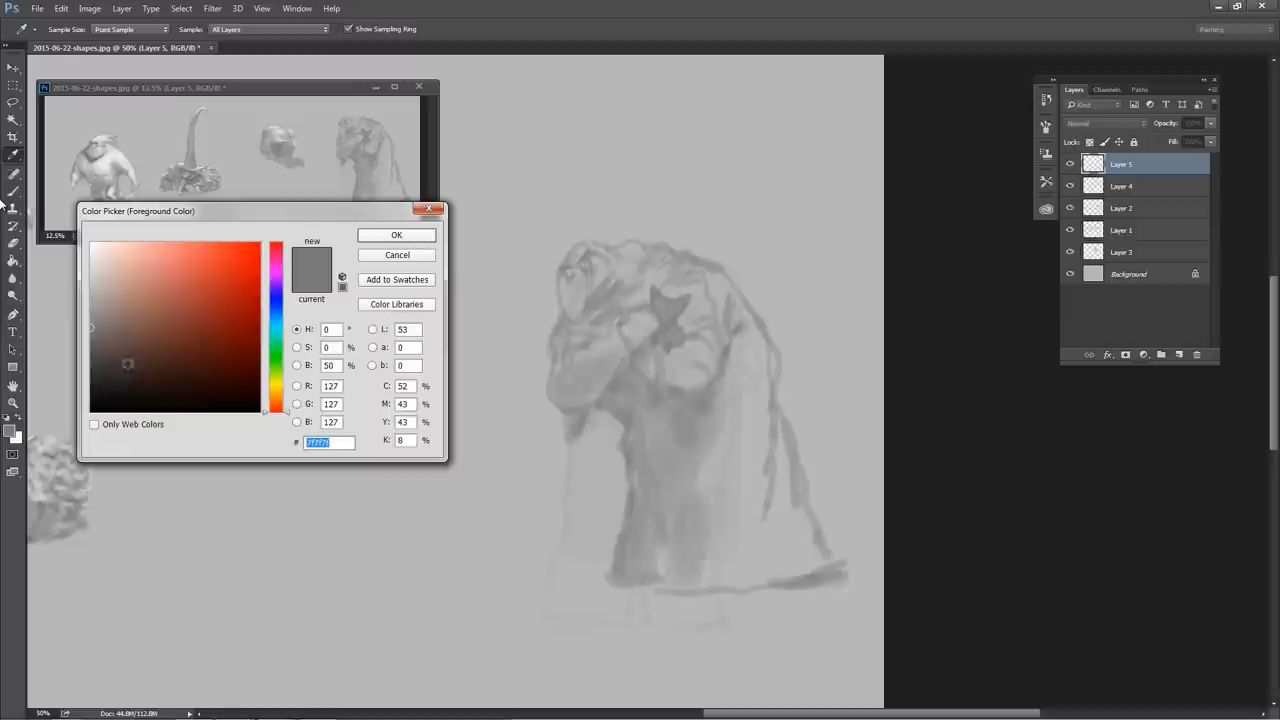 Ps File Edit Image Layer Type Select Filter 3D View Window Help
Sample Size: Point Sample Sample: All Layers Show Sampling Ring Painting
2015-06-22-shapes.jpg @ 50% (Layer 5, RGB/8) * ×
Ps 2015-06-22-shapes.jpg @ 12.5% (Layer 5, RGB/8) *
12.5%
Color Picker (Foreground Color)
new
current
OK
Cancel
Add to Swatches
Color Libraries
H: 0 ° L: 53
S: 0 % a: 0
B: 50 % b: 0
R: 127 C: 52 %
G: 127 M: 43 %
B: 127 Y: 43 %
# 7f7f7f K: 8 %
Only Web Colors
Layers Channels Paths
Kind
Normal Opacity: 100%
Lock: Fill: 100%
Layer 5
Layer 4
Layer 2
Layer 1
Layer 3
Background
fx
50% Doc: 44.8M/112.8M